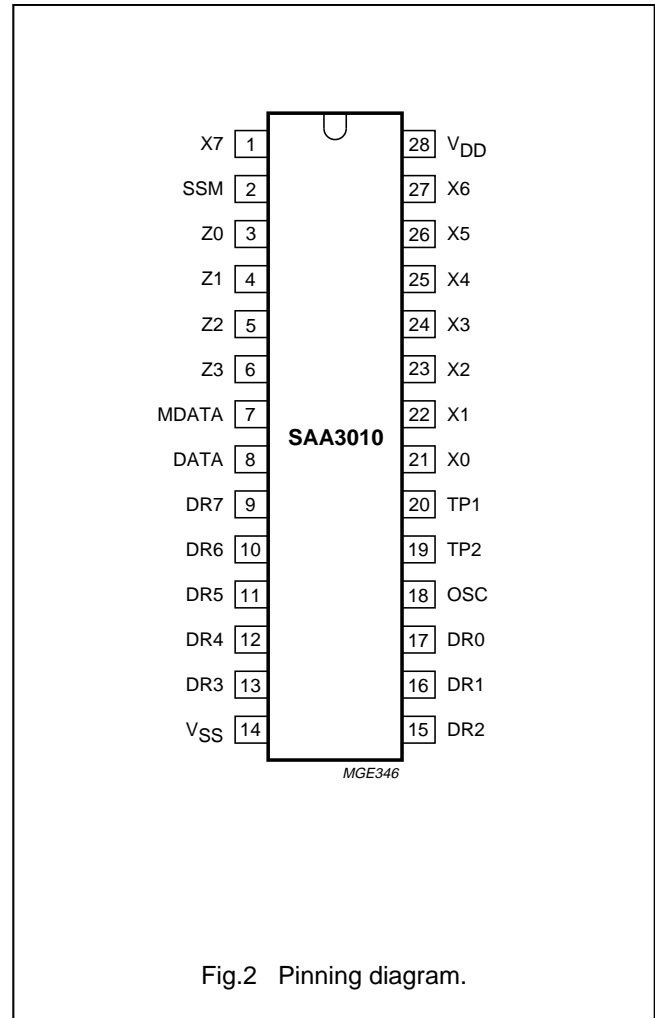 X7 1 28 VDD
SSM 2 27 X6
Z0 3 26 X5
Z1 4 25 X4
Z2 5 24 X3
Z3 6 23 X2
MDATA 7 22 X1
SAA3010
DATA 8 21 X0
DR7 9 20 TP1
DR6 10 19 TP2
DR5 11 18 OSC
DR4 12 17 DR0
DR3 13 16 DR1
VSS 14 15 DR2
MGE346
Fig.2 Pinning diagram.